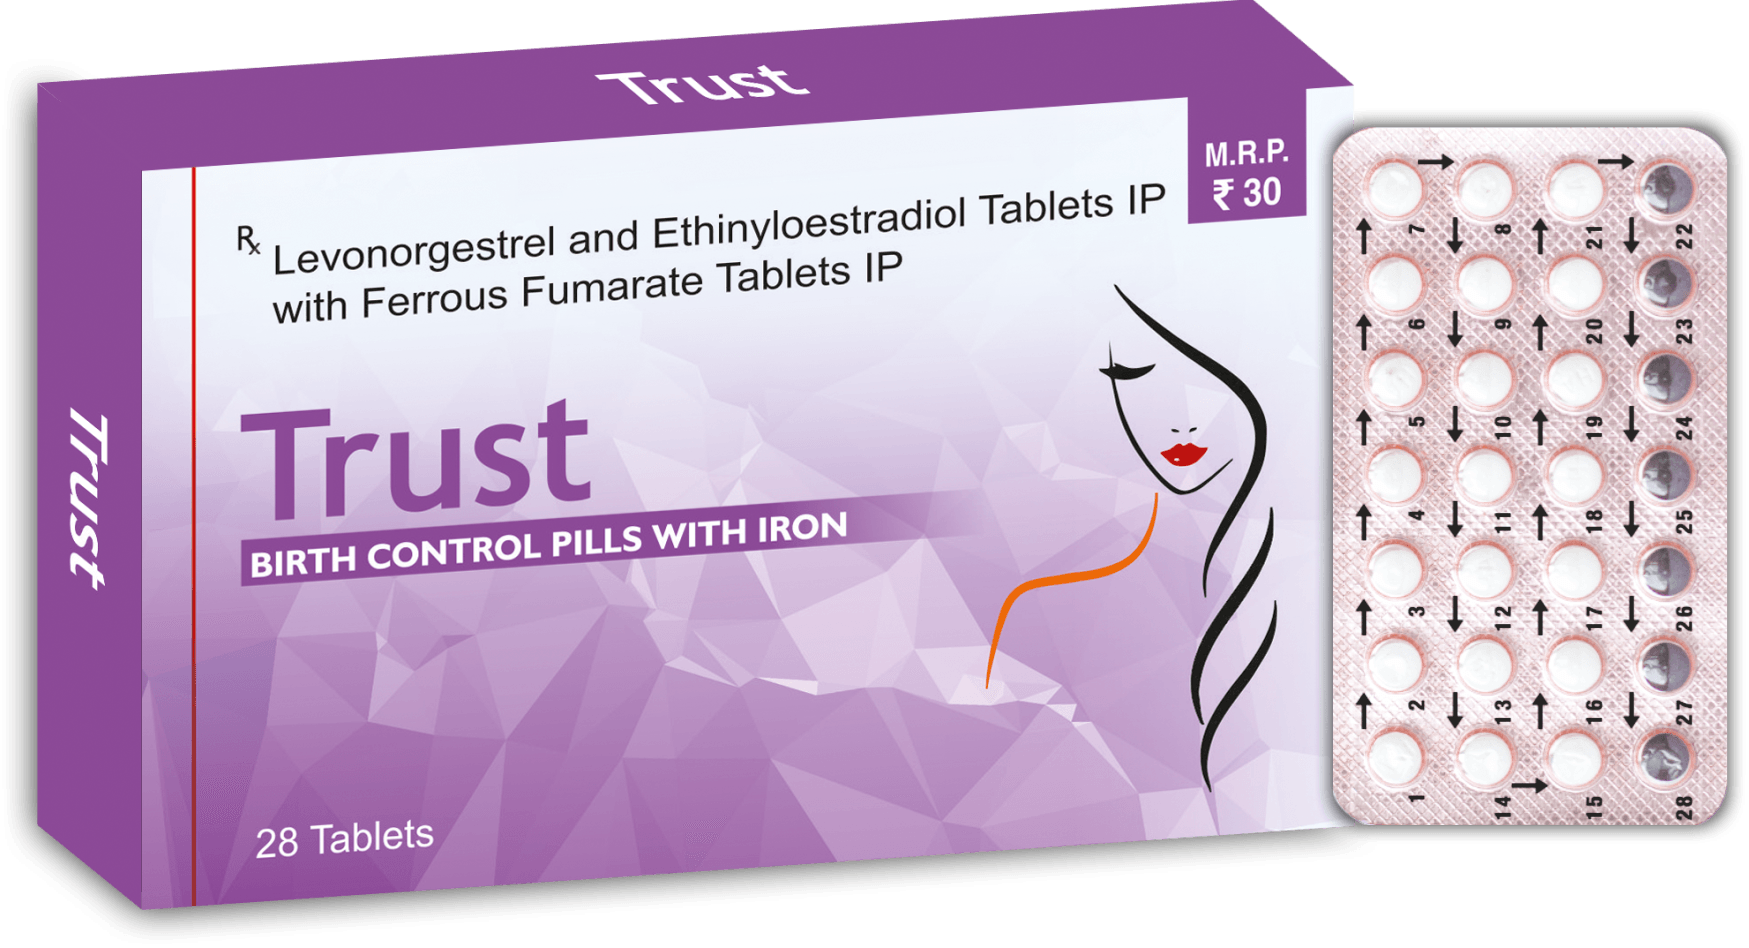 Trust
M.R.P.
₹ 30
Rx Levonorgestrel and Ethinyloestradiol Tablets IP
with Ferrous Fumarate Tablets IP
Trust
Trust
BIRTH CONTROL PILLS WITH IRON
28 Tablets
7 8 21 22
6 9 20 23
5 10 19 24
4 11 18 25
3 12 17 26
2 13 16 27
1 14 15 28